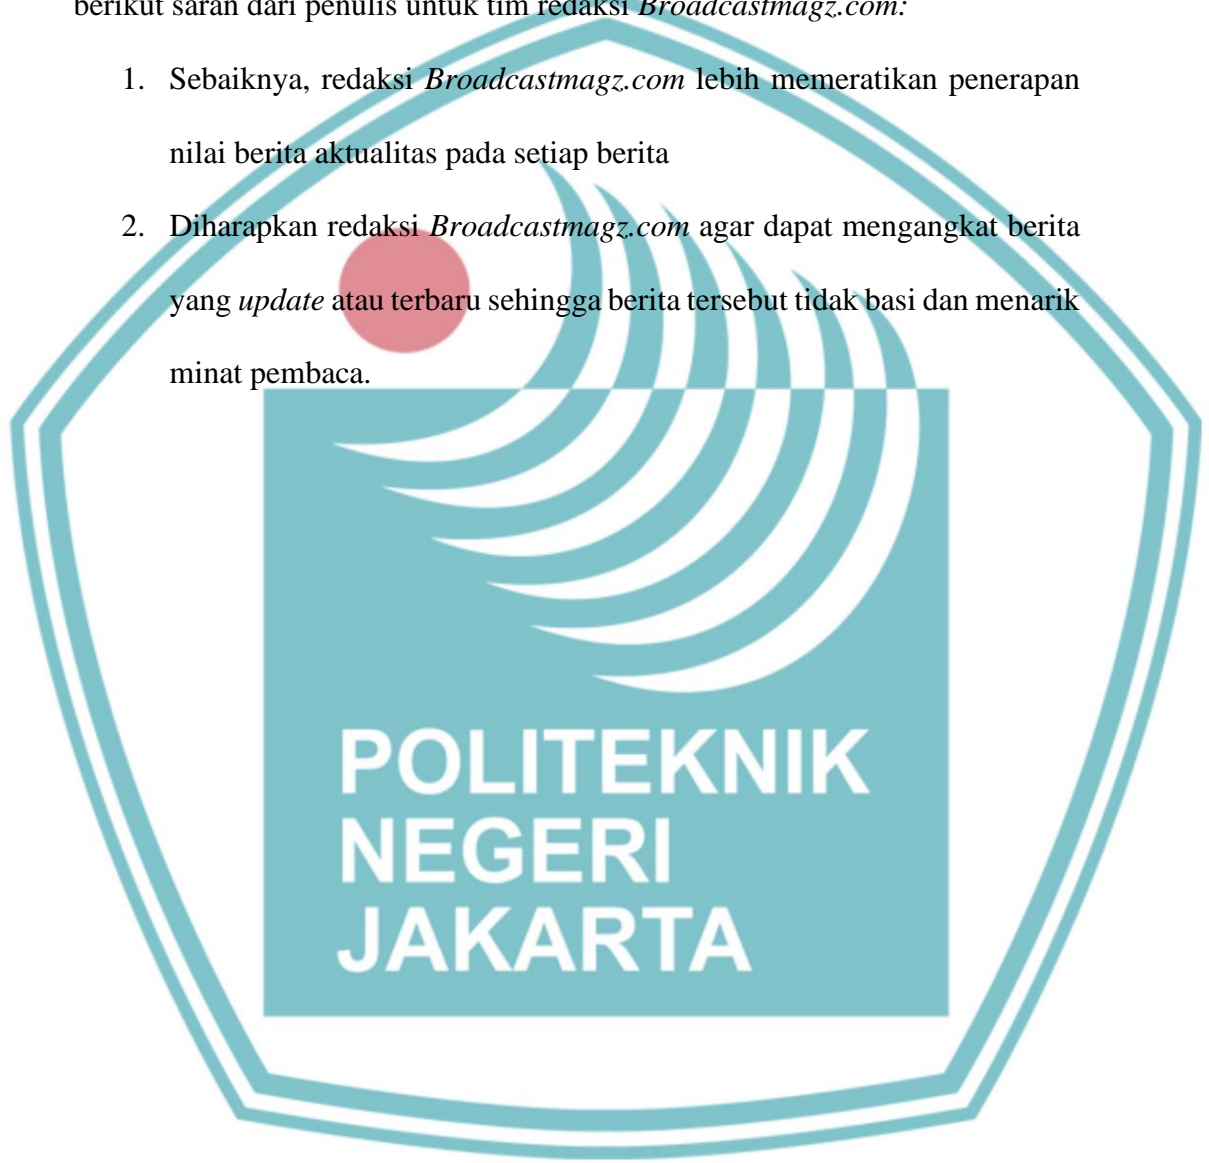 berikut saran dari penulis untuk tim redaksi Broadcastmagz.com:
1. Sebaiknya, redaksi Broadcastmagz.com lebih memeratikan penerapan
nilai berita aktualitas pada setiap berita
2. Diharapkan redaksi Broadcastmagz.com agar dapat mengangkat berita
yang update atau terbaru sehingga berita tersebut tidak basi dan menarik
minat pembaca.
POLITEKNIK
NEGERI
JAKARTA